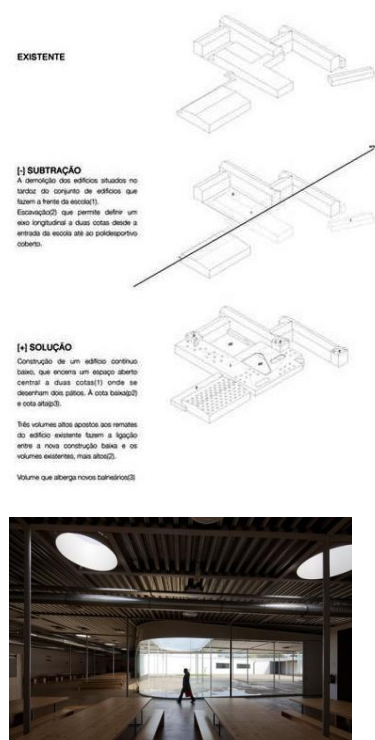 EXISTENTE
[-] SUBTRAÇÃO
A demolição dos edifícios situados no
tardoz do conjunto de edifícios que
fazem a frente da escola(1).
Escavação(2) que permite definir um
eixo longitudinal a duas cotas desde a
entrada da escola até ao polidesportivo
coberto.
[+] SOLUÇÃO
Construção de um edifício contínuo
baixo, que encerra um espaço aberto
central a duas cotas(1) onde se
desenham dois pátios. À cota baixa(p2)
e cota alta(p3).
Três volumes altos apostos aos remates
do edifício existente fazem a ligação
entre a nova construção baixa e os
volumes existentes, mais altos(2).
Volume que alberga novos balneários(3)